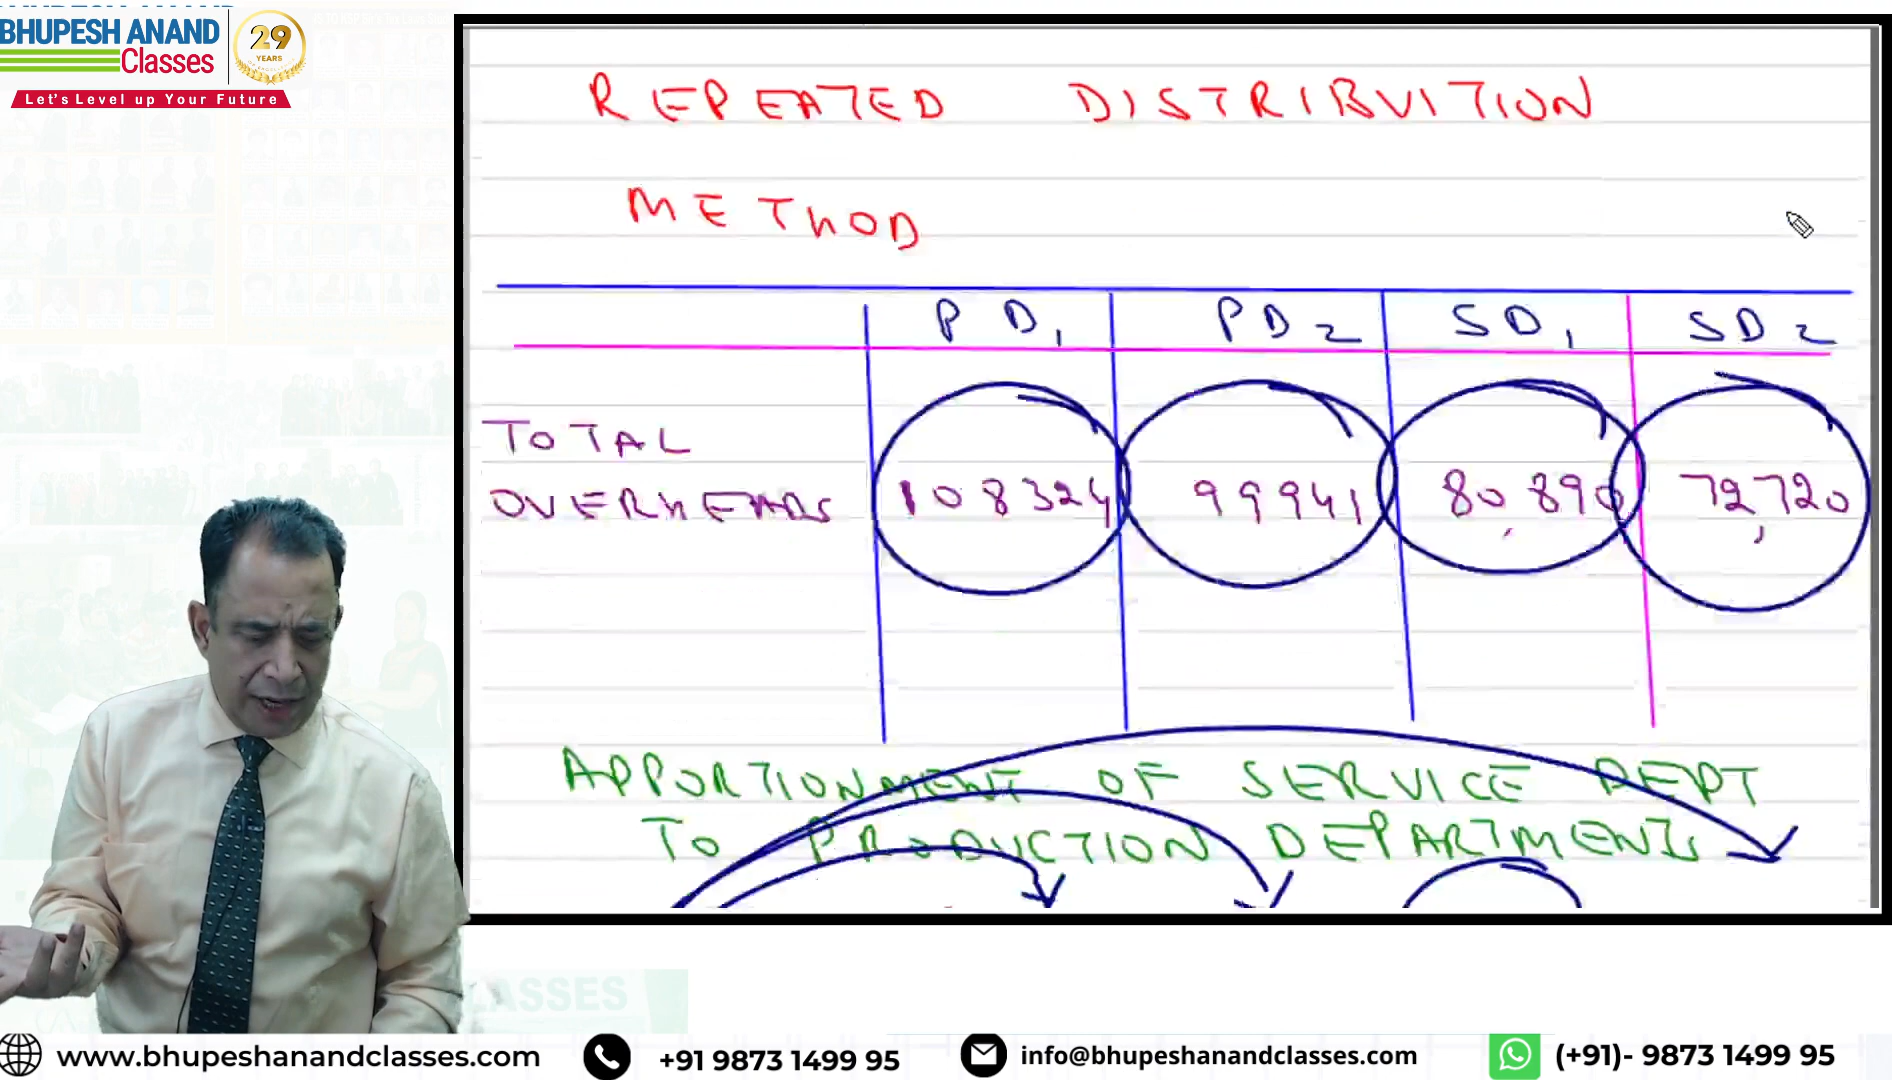 BHUPESH ANAND
Classes
29
YEARS
Let's Level up Your Future
REPEATED DISTRIBVITION
METHOD
PD1 PD2 SD1 SD2
TOTAL
OVERHEADS 108324 99941 80,890 72,720
APPORTIONMENT OF SERVICE DEPT
TO PRODUCTION DEPARTMENTS
CLASSES
www.bhupeshanandclasses.com +91 9873 1499 95 info@bhupeshanandclasses.com (+91)- 9873 1499 95